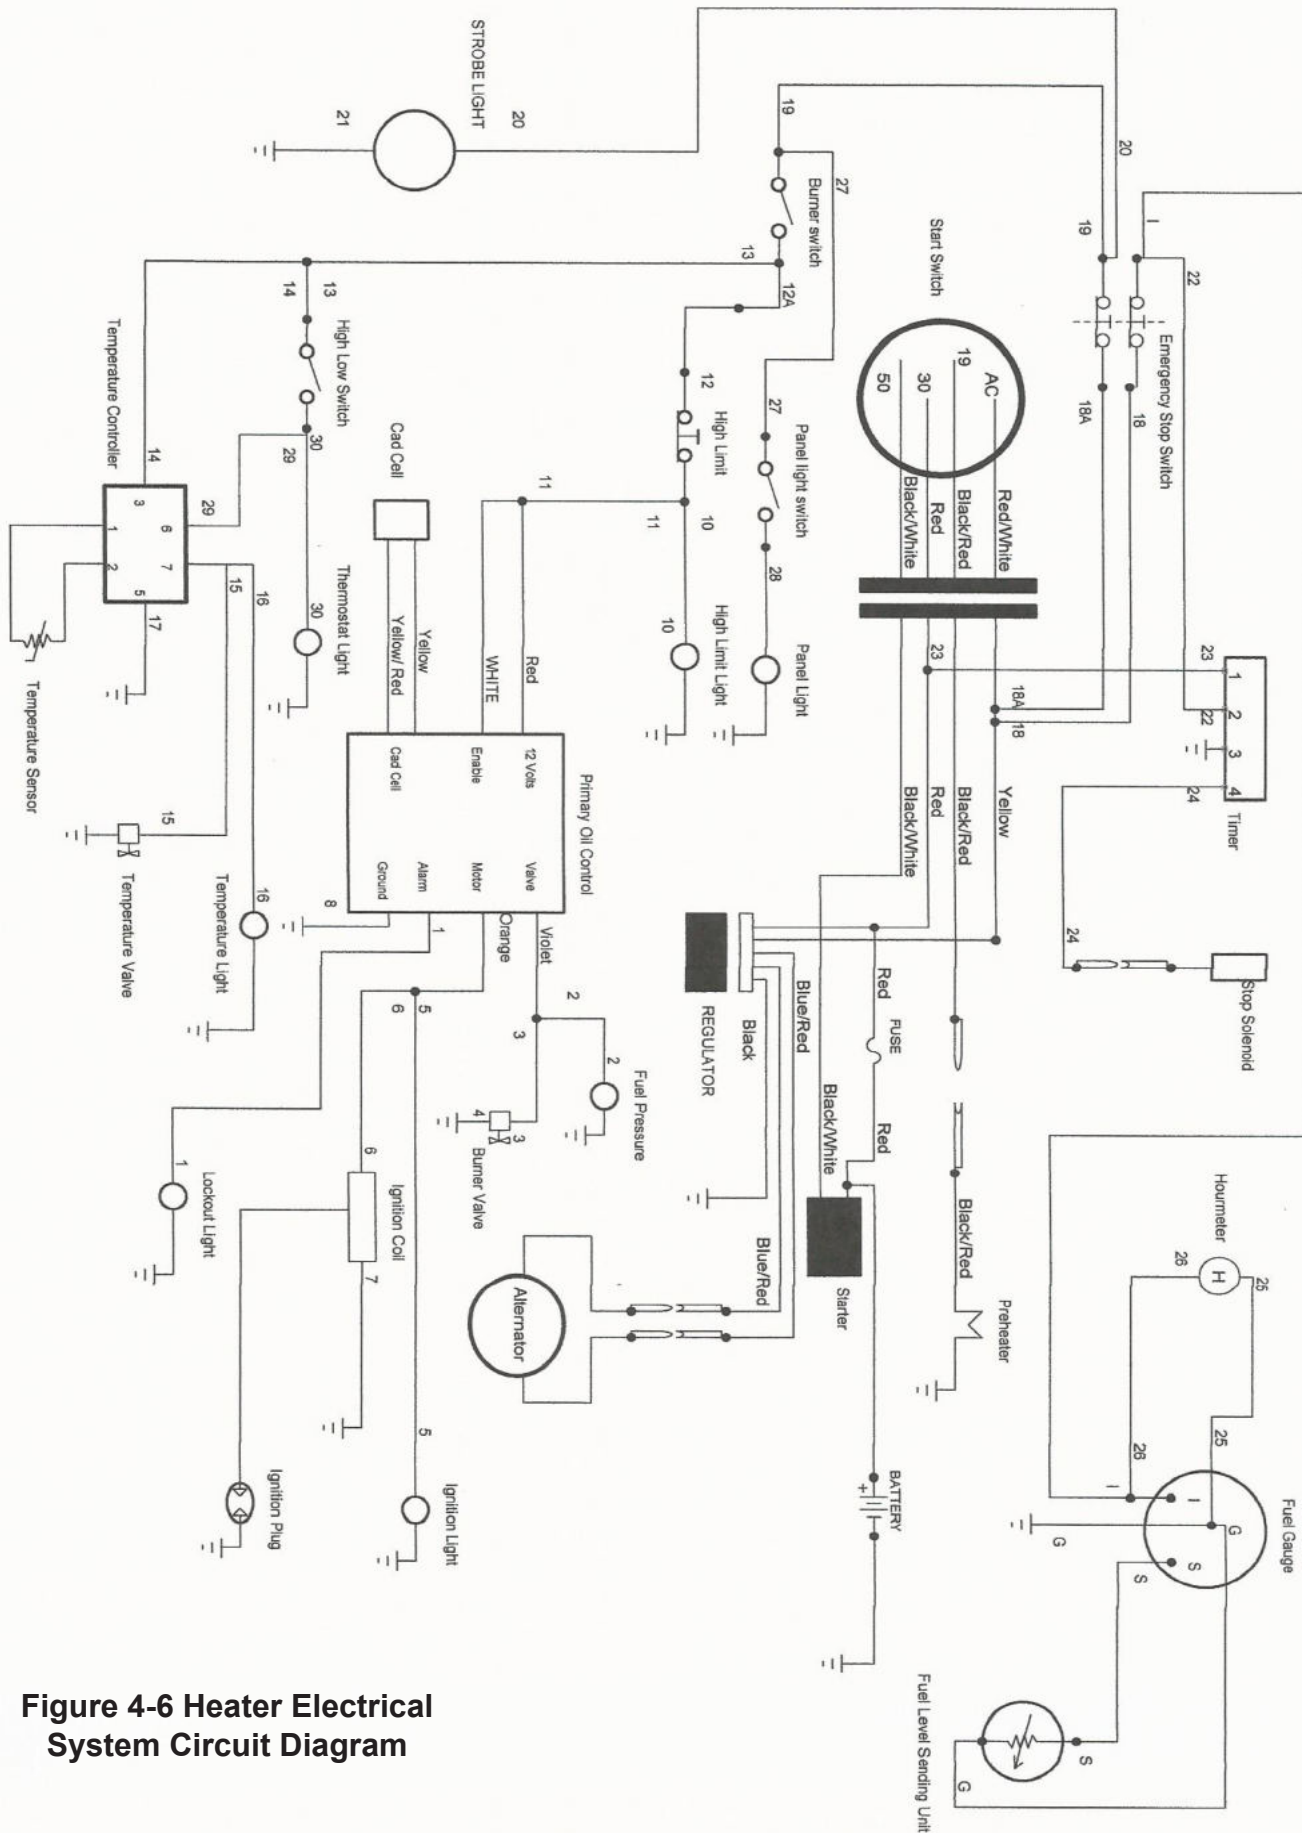 STROBE LIGHT
21
20
19
27
Burner switch
13
12A
20
19
I
22
18A
18
Emergency Stop Switch
Start Switch
50
30
19
AC
Black/White
Red
Black/Red
Red/White
23
18A
18
Black/White
Red
Black/Red
Yellow
23
22
24
1
2
3
4
Timer
24
Stop Solenoid
14
13
High Low Switch
30
29
Temperature Controller
14
29
3
6
1
7
2
5
17
15
16
Temperature Sensor
30
Thermostat Light
15
Temperature Valve
16
Temperature Light
Cad Cell
Yellow/ Red
Yellow
12
High Limit
11
11
10
10
High Limit Light
27
Panel light switch
28
Panel Light
WHITE
Red
Primary Oil Control
Cad Cell
Enable
12 Volts
Ground
Alarm
Motor
Valve
8
1
Orange
Violet
6
5
2
3
2
Fuel Pressure
4
3
Burner Valve
1
Lockout Light
6
Ignition Coil
7
Ignition Plug
5
Ignition Light
REGULATOR
Black
Blue/Red
Blue/Red
Alternator
Black/White
Red
FUSE
Red
Starter
Black/Red
Preheater
+
BATTERY
Hourmeter
H
26
25
26
25
I
I
G
S
G
S
Fuel Gauge
Fuel Level Sending Unit
S
G
Figure 4-6 Heater Electrical
System Circuit Diagram